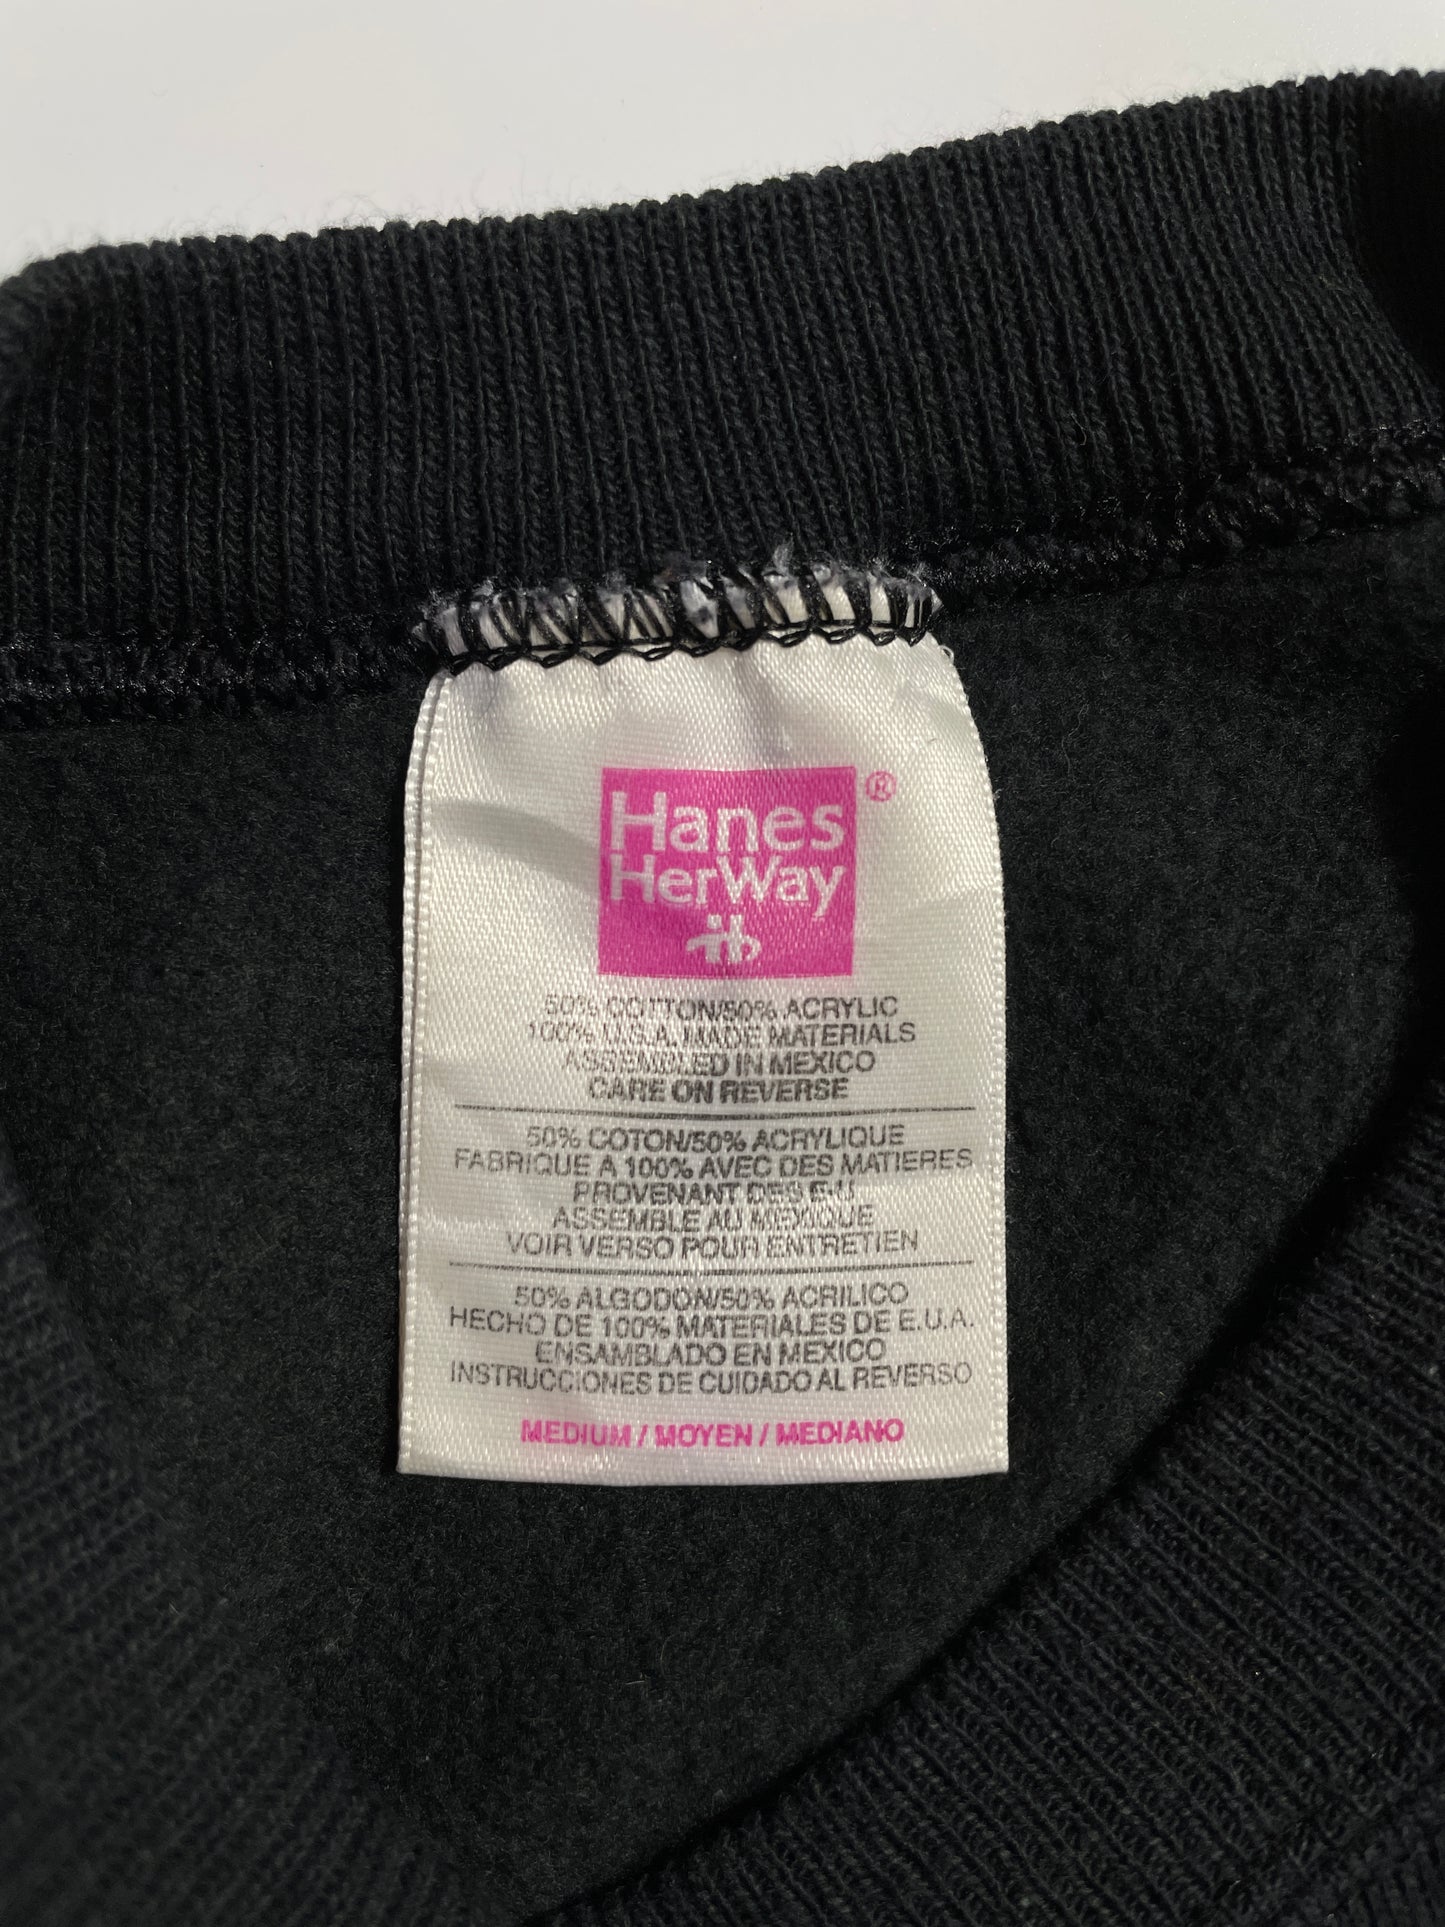 Hanes
HerWay
®
50% COTTON/50% ACRYLIC
100% U.S.A. MADE MATERIALS
ASSEMBLED IN MEXICO
CARE ON REVERSE
50% COTON/50% ACRYLIQUE
FABRIQUE A 100% AVEC DES MATIERES
PROVENANT DES E.U.
ASSEMBLE AU MEXIQUE
VOIR VERSO POUR ENTRETIEN
50% ALGODON/50% ACRILICO
HECHO DE 100% MATERIALES DE E.U.A.
ENSAMBLADO EN MEXICO
INSTRUCCIONES DE CUIDADO AL REVERSO
MEDIUM / MOYEN / MEDIANO